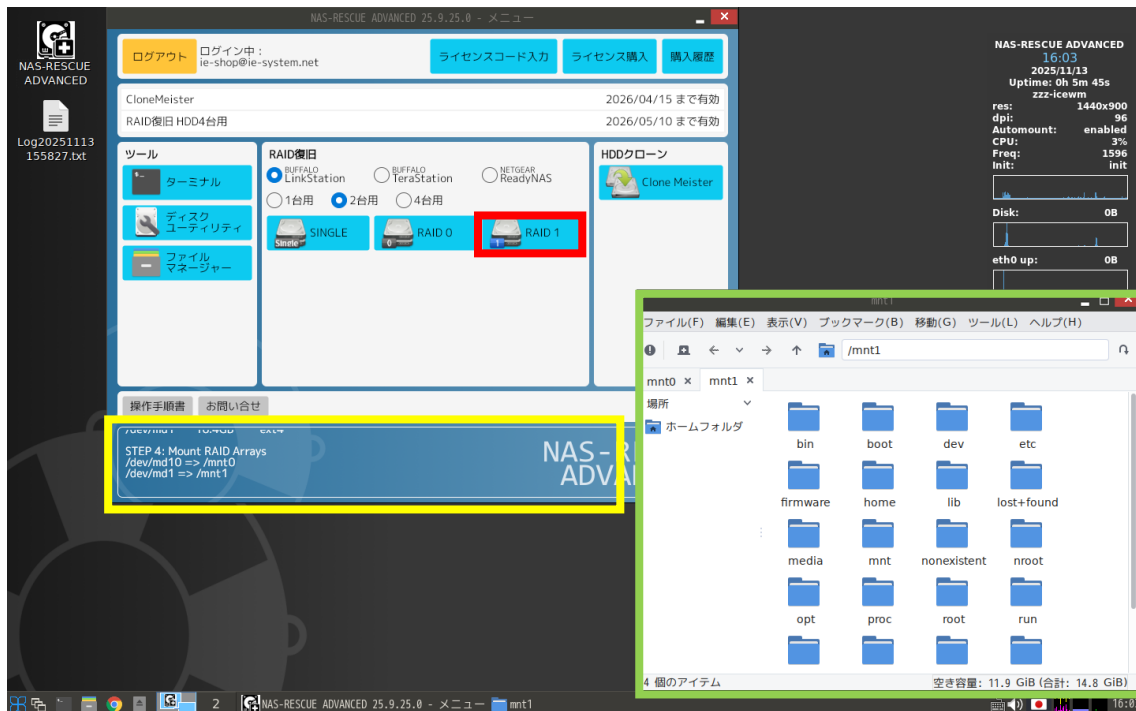 NAS-RESCUE ADVANCED 25.9.25.0 - メニュー
NAS-RESCUE
ADVANCED
Log20251113
155827.txt
ログアウト
ログイン中 :
ie-shop@ie-system.net
ライセンスコード入力
ライセンス購入
購入履歴
CloneMeister
2026/04/15 まで有効
RAID復旧 HDD4台用
2026/05/10 まで有効
ツール
ターミナル
ディスク
ユーティリティ
ファイル
マネージャー
RAID復旧
BUFFALO
LinkStation
BUFFALO
TeraStation
NETGEAR
ReadyNAS
1台用
2台用
4台用
Single
SINGLE
0
RAID 0
1
RAID 1
HDDクローン
Clone Meister
操作手順書
お問い合せ
/dev/md1 ext4
STEP 4: Mount RAID Arrays
/dev/md10 => /mnt0
/dev/md1 => /mnt1
NAS-R
ADVA
NAS-RESCUE ADVANCED
16:03
2025/11/13
Uptime: 0h 5m 45s
zzz-icewm
res: 1440x900
dpi: 96
Automount: enabled
CPU: 3%
Freq: 1596
Init: init
Disk: 0B
eth0 up: 0B
mnt1
ファイル(F) 編集(E) 表示(V) ブックマーク(B) 移動(G) ツール(L) ヘルプ(H)
/mnt1
mnt0
mnt1
場所
ホームフォルダ
bin boot dev etc
firmware home lib lost+found
media mnt nonexistent nroot
opt proc root run
4 個のアイテム
空き容量: 11.9 GiB (合計: 14.8 GiB)
2
NAS-RESCUE ADVANCED 25.9.25.0 - メニュー
mnt1
16:0